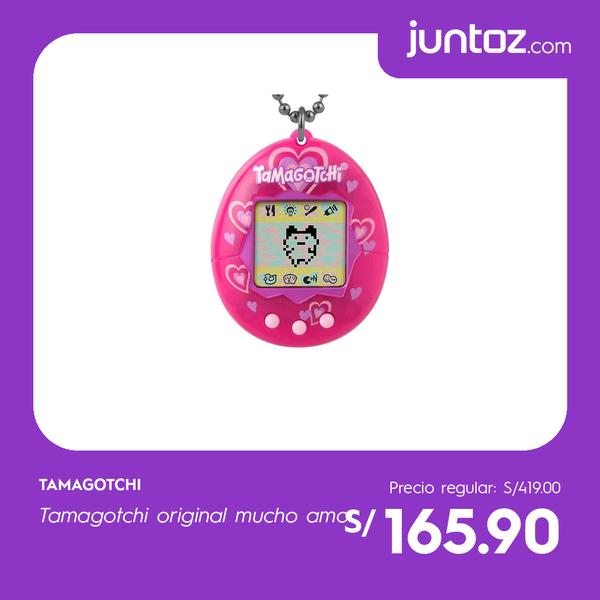 juntoz.com
TAMAGOTCHI
TAMAGOTCHI
Precio regular: S/419.00
Tamagotchi original mucho amo
S/ 165.90